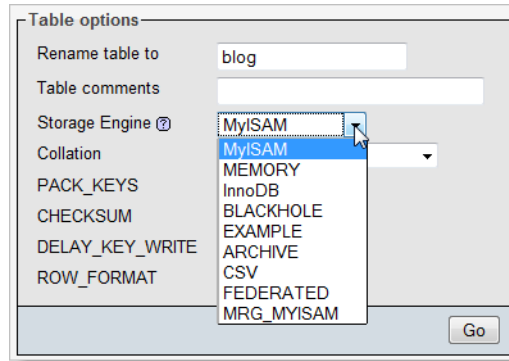 Table options
Rename table to blog
Table comments
Storage Engine ? MyISAM
Collation MyISAM
MEMORY
PACK_KEYS InnoDB
CHECKSUM BLACKHOLE
EXAMPLE
DELAY_KEY_WRITE ARCHIVE
CSV
ROW_FORMAT FEDERATED
MRG_MYISAM
Go